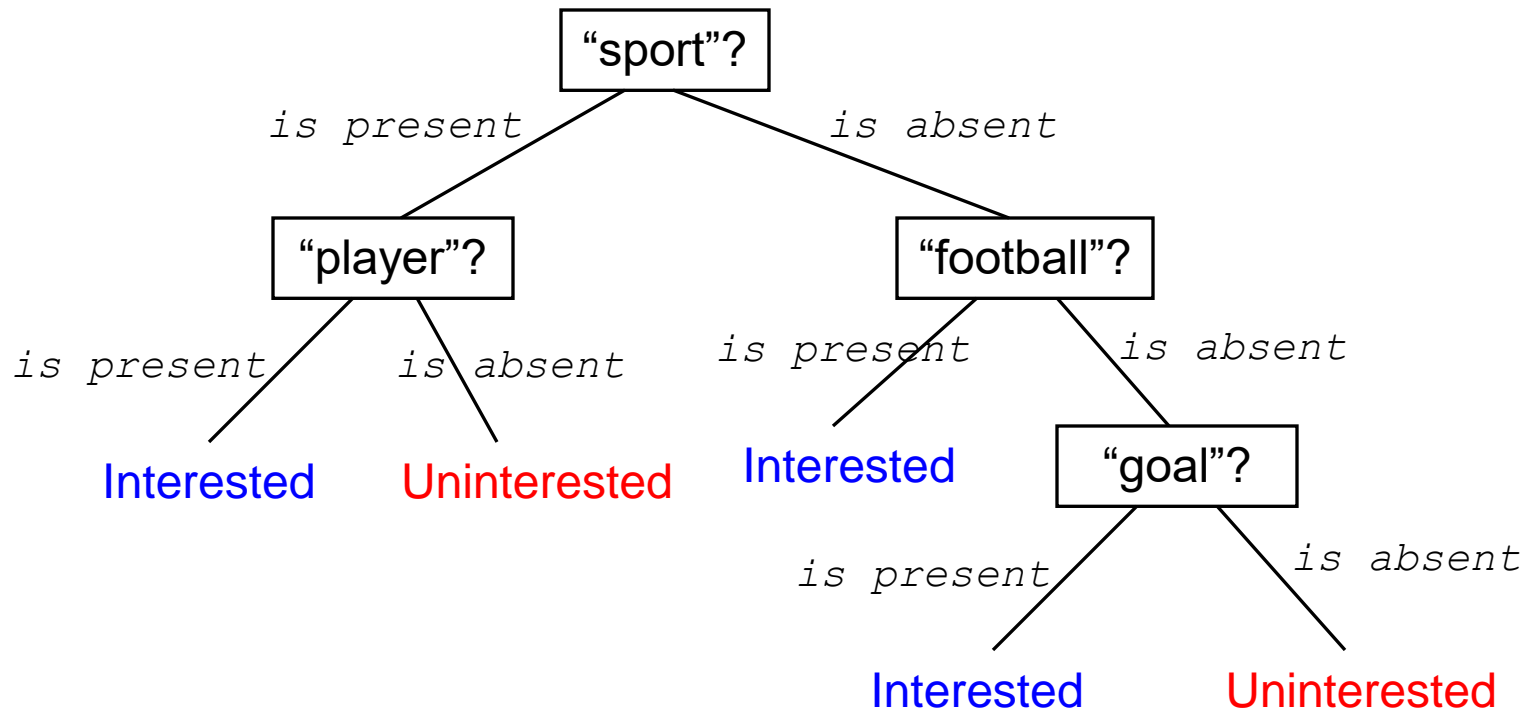 “sport”?
is present
is absent
“player”?
“football”?
is present
is absent
is present
is absent
Interested
Uninterested
Interested
“goal”?
is present
is absent
Interested
Uninterested